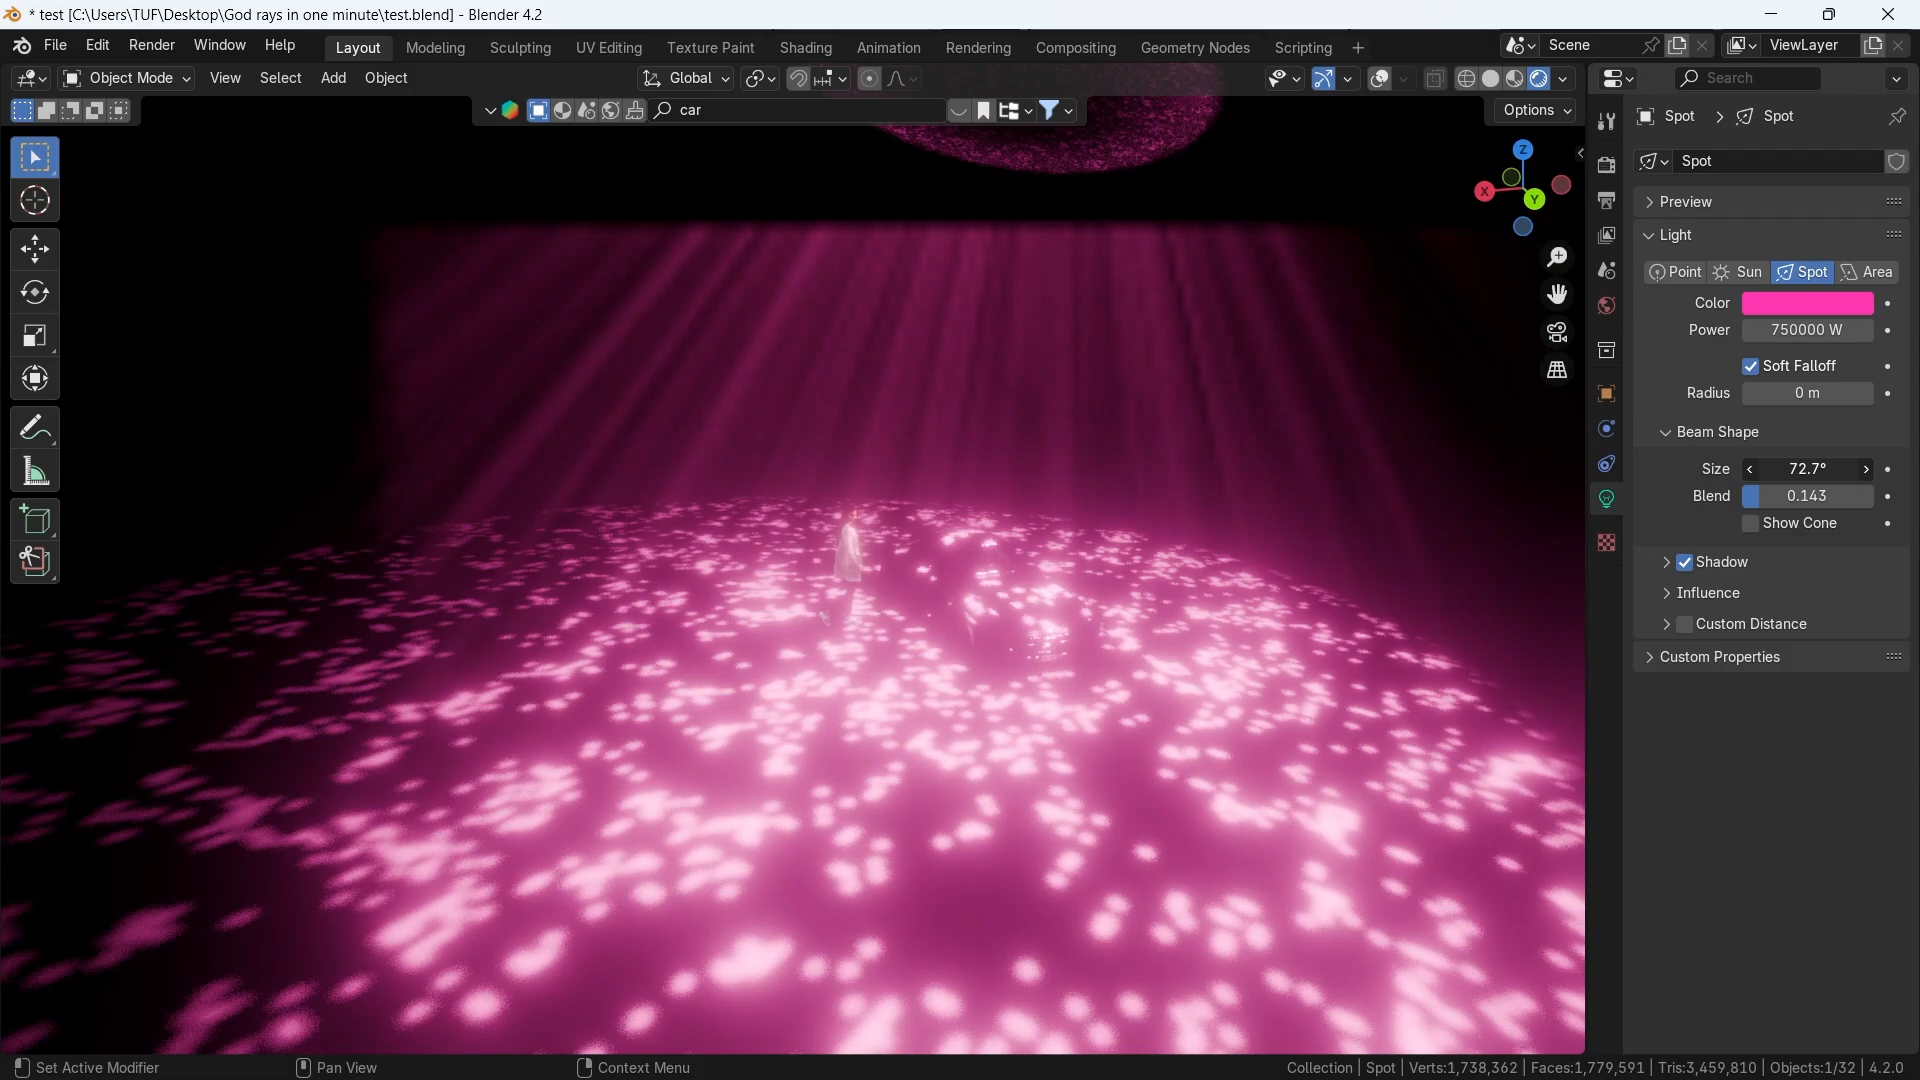 * test [C:\Users\TUF\Desktop\God rays in one minute\test.blend] - Blender 4.2
File Edit Render Window Help Layout Modeling Sculpting UV Editing Texture Paint Shading Animation Rendering Compositing Geometry Nodes Scripting + Scene ViewLayer
Object Mode View Select Add Object Global Search
car Options
Spot > Spot
Z
X
Y
Spot
Preview
Light
Point Sun Spot Area
Color
Power 750000 W
Soft Falloff
Radius 0 m
Beam Shape
Size 72.7°
Blend 0.143
Show Cone
Shadow
Influence
Custom Distance
Custom Properties
Set Active Modifier Pan View Context Menu Collection | Spot | Verts:1,738,362 | Faces:1,779,591 | Tris:3,459,810 | Objects:1/32 | 4.2.0